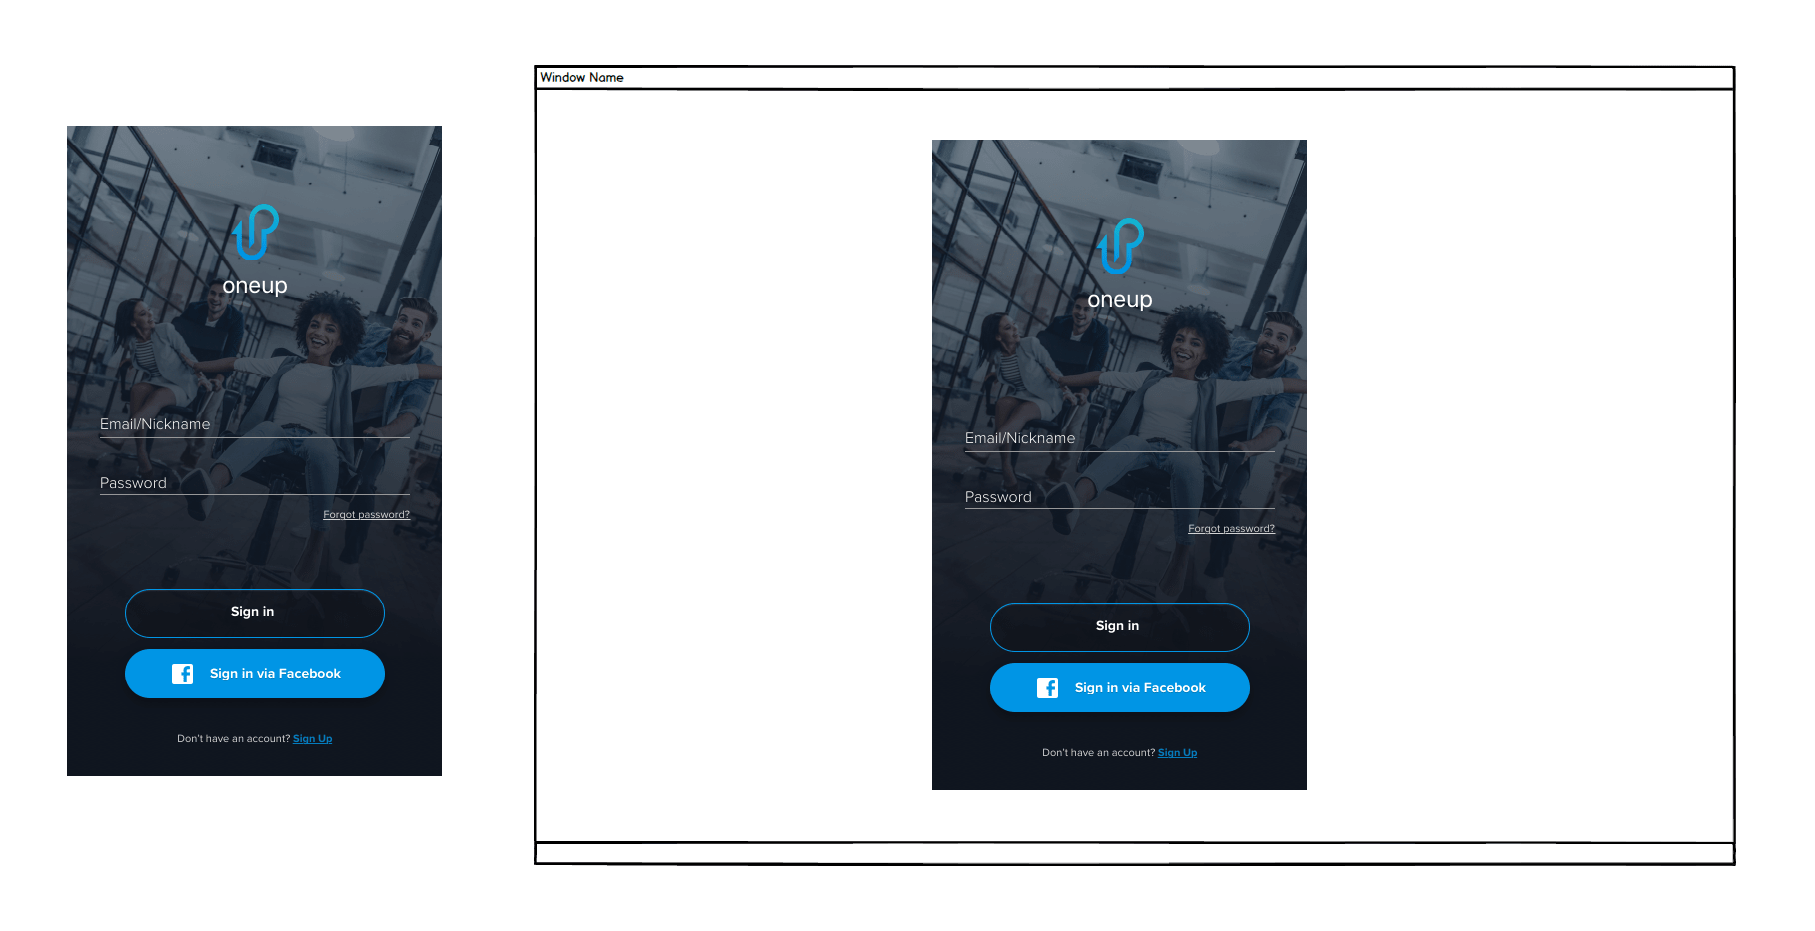 oneup
Email/Nickname
Password
Forgot password?
Sign in
Sign in via Facebook
Don't have an account? Sign Up
Window Name
oneup
Email/Nickname
Password
Forgot password?
Sign in
Sign in via Facebook
Don't have an account? Sign Up